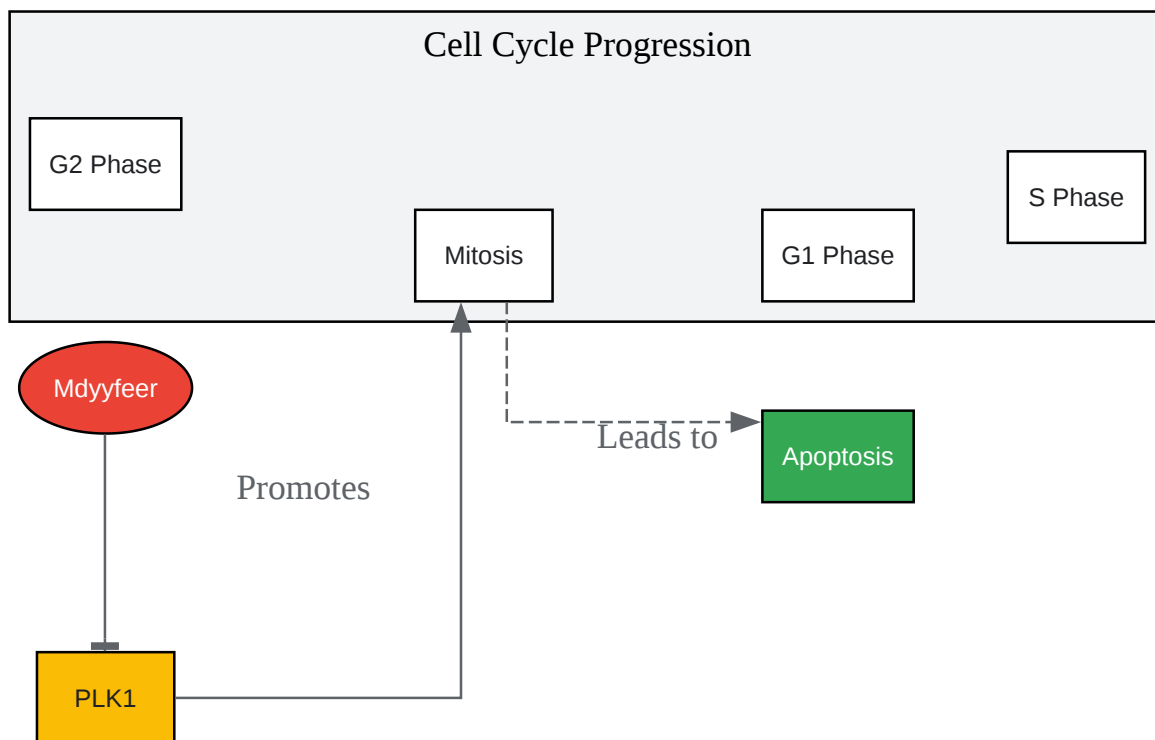 Cell Cycle Progression
G2 Phase
S Phase
Mitosis
G1 Phase
Mdyyfeer
Leads to
Apoptosis
Promotes
PLK1